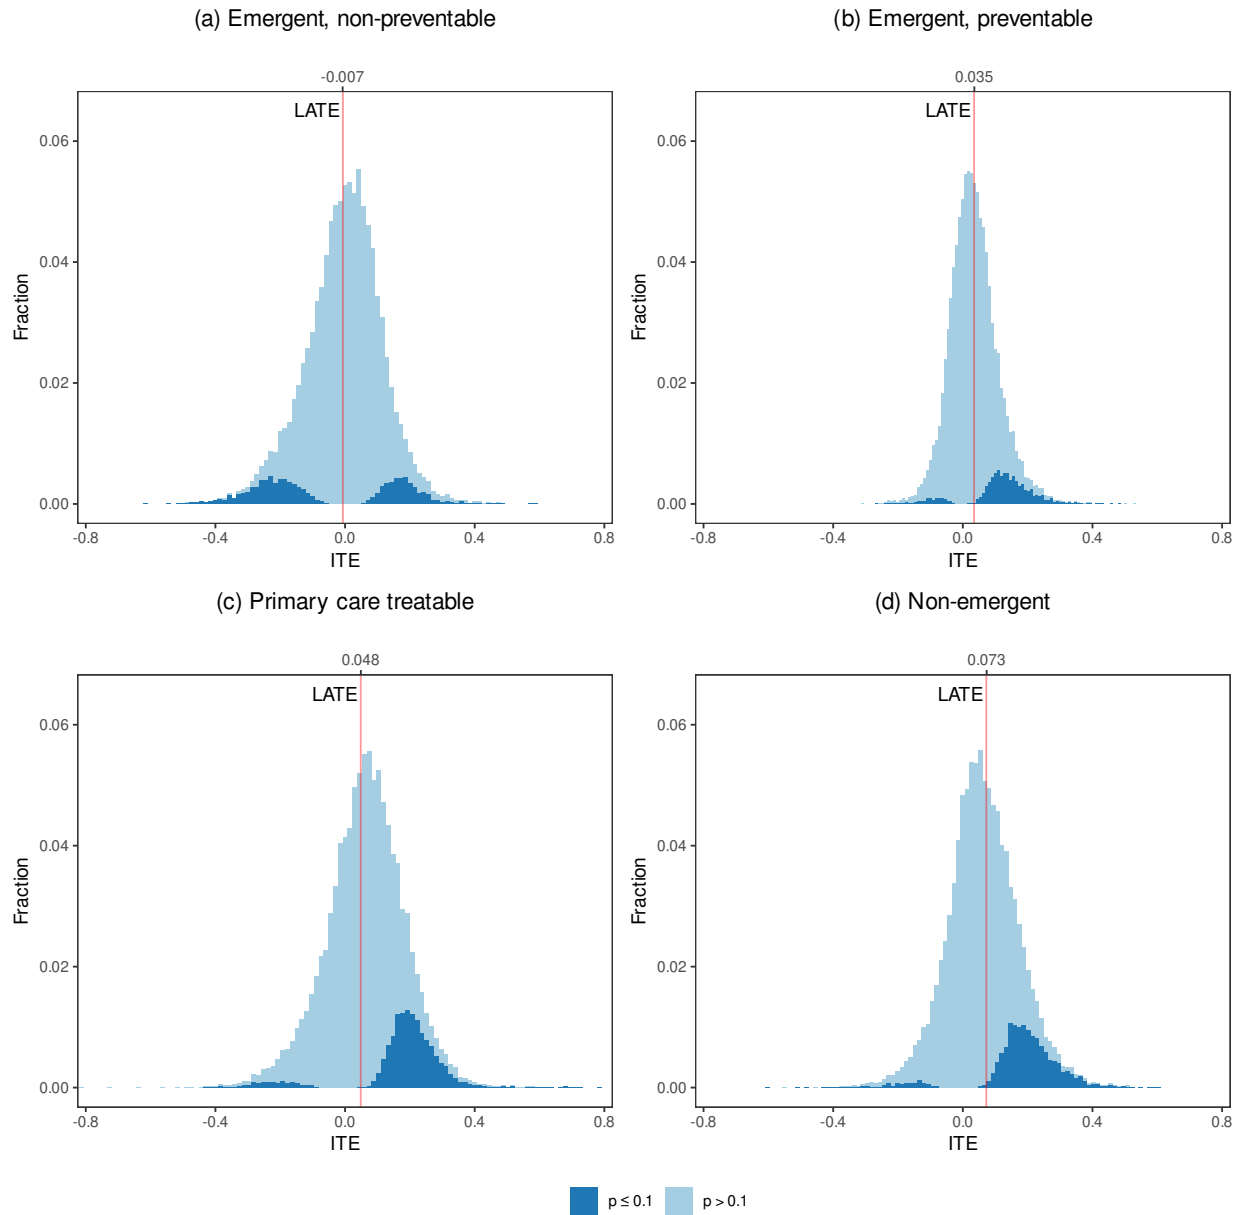 (a) Emergent, non-preventable
-0.007
LATE
0.06
0.04
0.02
0.00
Fraction
-0.8 -0.4 0.0 0.4 0.8
ITE
(b) Emergent, preventable
0.035
LATE
0.06
0.04
0.02
0.00
Fraction
-0.8 -0.4 0.0 0.4 0.8
ITE
(c) Primary care treatable
0.048
LATE
0.06
0.04
0.02
0.00
Fraction
-0.8 -0.4 0.0 0.4 0.8
ITE
(d) Non-emergent
0.073
LATE
0.06
0.04
0.02
0.00
Fraction
-0.8 -0.4 0.0 0.4 0.8
ITE
p ≤ 0.1 p > 0.1